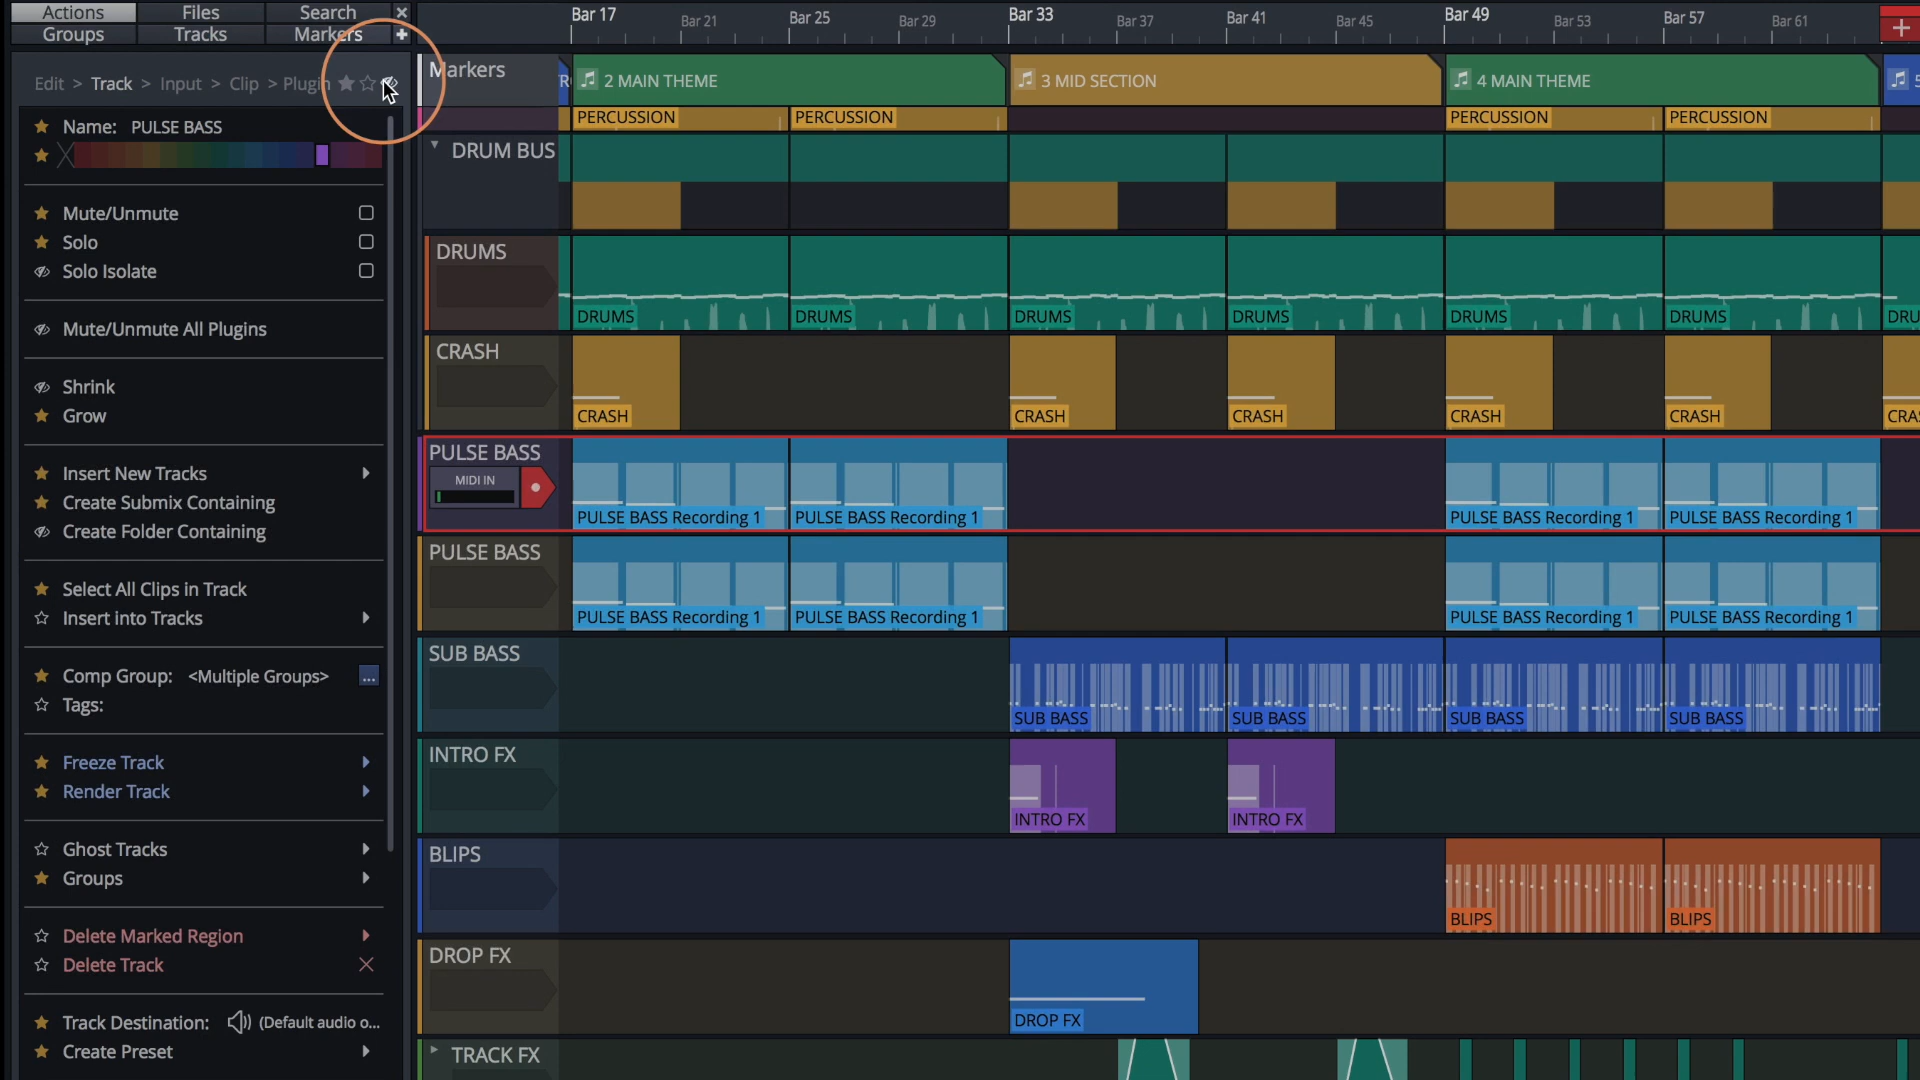 Actions Files Search
Groups Tracks Markers
Edit > Track > Input > Clip > Plugin
Name: PULSE BASS
Mute/Unmute
Solo
Solo Isolate
Mute/Unmute All Plugins
Shrink
Grow
Insert New Tracks
Create Submix Containing
Create Folder Containing
Select All Clips in Track
Insert into Tracks
Comp Group: <Multiple Groups> ...
Tags:
Freeze Track
Render Track
Ghost Tracks
Groups
Delete Marked Region
Delete Track
Track Destination: (Default audio o...
Create Preset
Bar 17 Bar 21 Bar 25 Bar 29 Bar 33 Bar 37 Bar 41 Bar 45 Bar 49 Bar 53 Bar 57 Bar 61
Markers 2 MAIN THEME 3 MID SECTION 4 MAIN THEME 5
PERCUSSION PERCUSSION PERCUSSION PERCUSSION
DRUM BUS
DRUMS
DRUMS DRUMS DRUMS DRUMS DRUMS DRUMS DRU
CRASH
CRASH CRASH CRASH CRASH CRASH CRA
PULSE BASS
MIDI IN
PULSE BASS Recording 1 PULSE BASS Recording 1 PULSE BASS Recording 1 PULSE BASS Recording 1
PULSE BASS
PULSE BASS Recording 1 PULSE BASS Recording 1 PULSE BASS Recording 1 PULSE BASS Recording 1
SUB BASS
SUB BASS SUB BASS SUB BASS SUB BASS
INTRO FX
INTRO FX INTRO FX
BLIPS
BLIPS BLIPS
DROP FX
DROP FX
TRACK FX